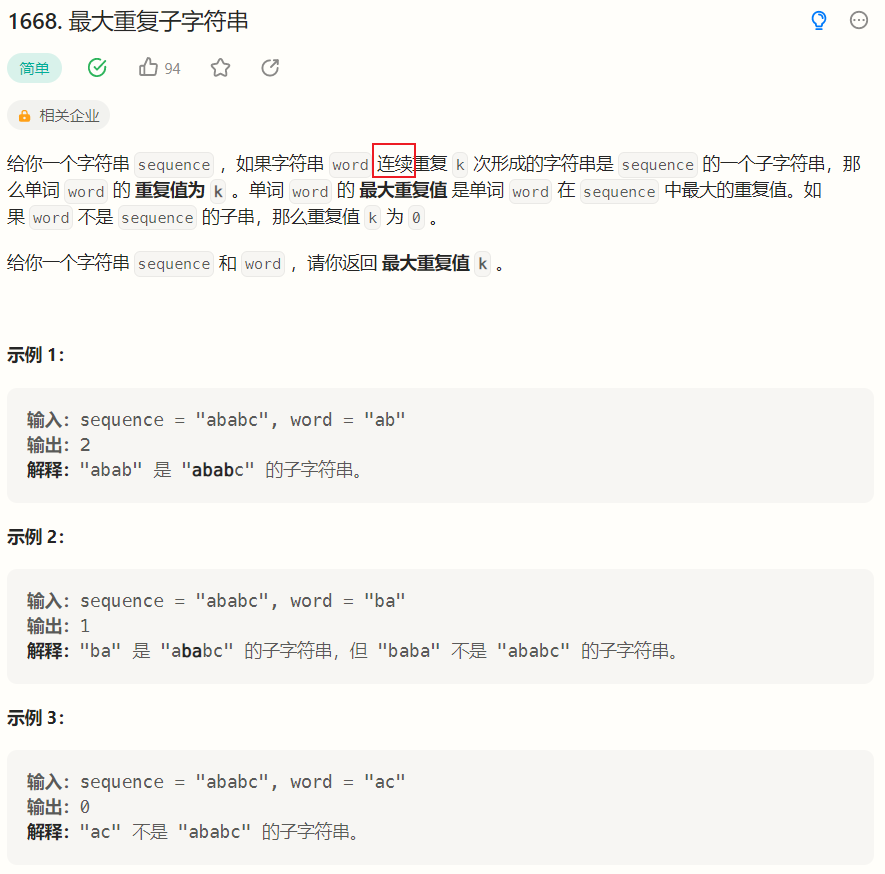 1668. 最大重复子字符串
简单
94
相关企业
给你一个字符串 sequence ，如果字符串 word 连续重复 k 次形成的字符串是 sequence 的一个子字符串，那
么单词 word 的 重复值为 k 。单词 word 的 最大重复值 是单词 word 在 sequence 中最大的重复值。如
果 word 不是 sequence 的子串，那么重复值 k 为 0 。
给你一个字符串 sequence 和 word ，请你返回 最大重复值 k 。
示例 1：
输入：sequence = "ababc", word = "ab"
输出：2
解释："abab" 是 "ababc" 的子字符串。
示例 2：
输入：sequence = "ababc", word = "ba"
输出：1
解释："ba" 是 "ababc" 的子字符串，但 "baba" 不是 "ababc" 的子字符串。
示例 3：
输入：sequence = "ababc", word = "ac"
输出：0
解释："ac" 不是 "ababc" 的子字符串。